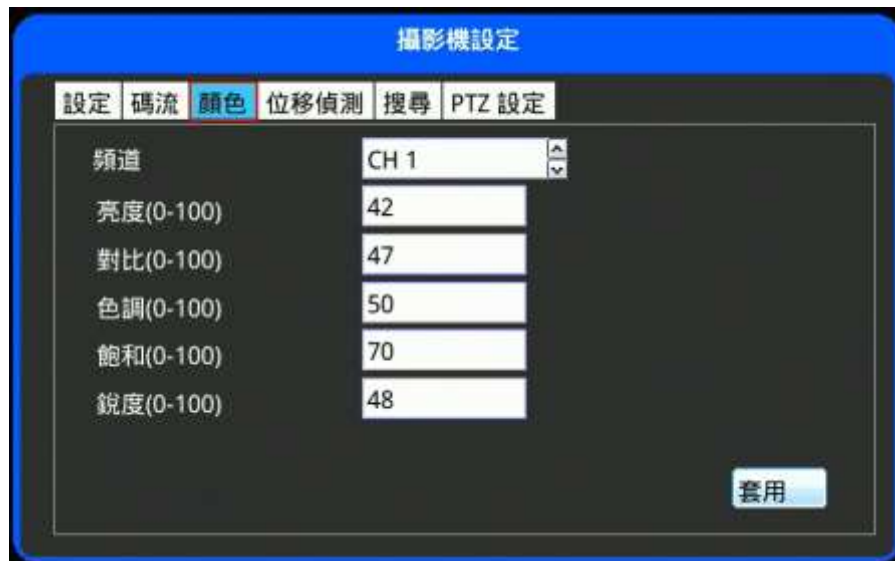 攝影機設定
設定 碼流 顏色 位移偵測 搜尋 PTZ 設定
頻道 CH 1
亮度(0-100) 42
對比(0-100) 47
色調(0-100) 50
飽和(0-100) 70
銳度(0-100) 48
套用